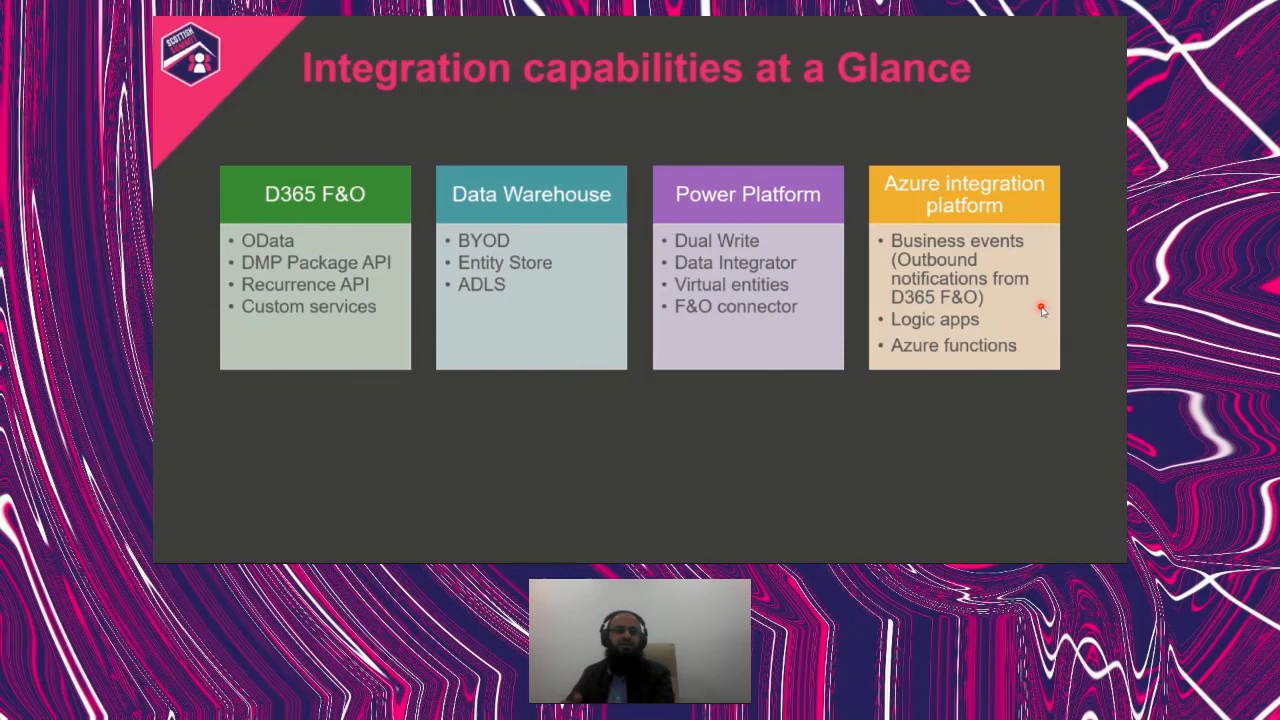 SCOTTISH
SUMMIT
Integration capabilities at a Glance
D365 F&O
• OData
• DMP Package API
• Recurrence API
• Custom services
Data Warehouse
• BYOD
• Entity Store
• ADLS
Power Platform
• Dual Write
• Data Integrator
• Virtual entities
• F&O connector
Azure integration
platform
• Business events
(Outbound
notifications from
D365 F&O)
• Logic apps
• Azure functions